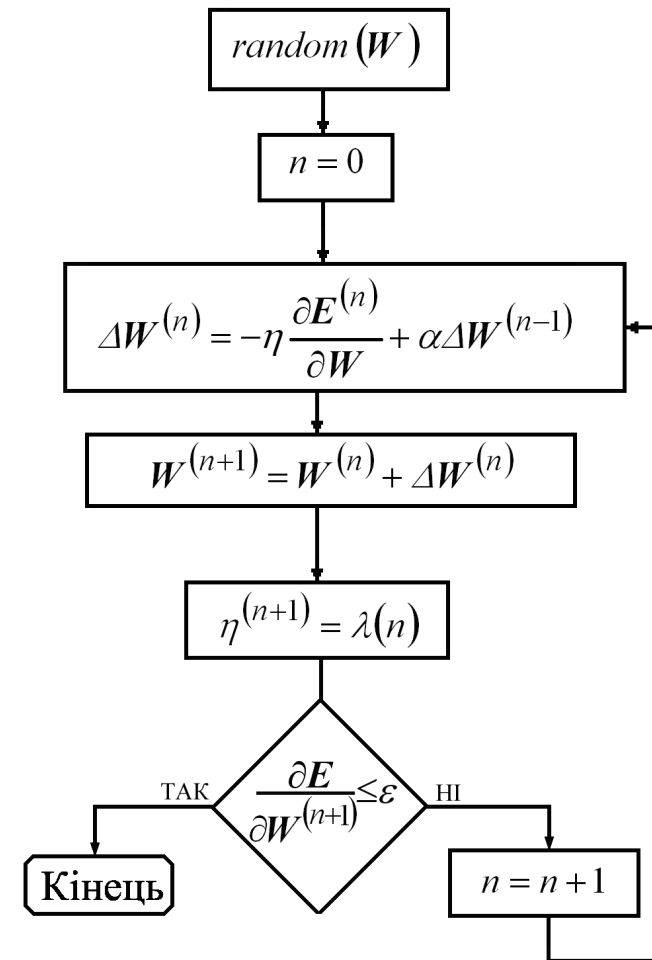 random(W)
n = 0
ΔW^(n) = −η ∂E^(n)/∂W + αΔW^(n−1)
W^(n+1) = W^(n) + ΔW^(n)
η^(n+1) = λ(n)
∂E/∂W^(n+1) ≤ ε
ТАК
НІ
Кінець
n = n + 1